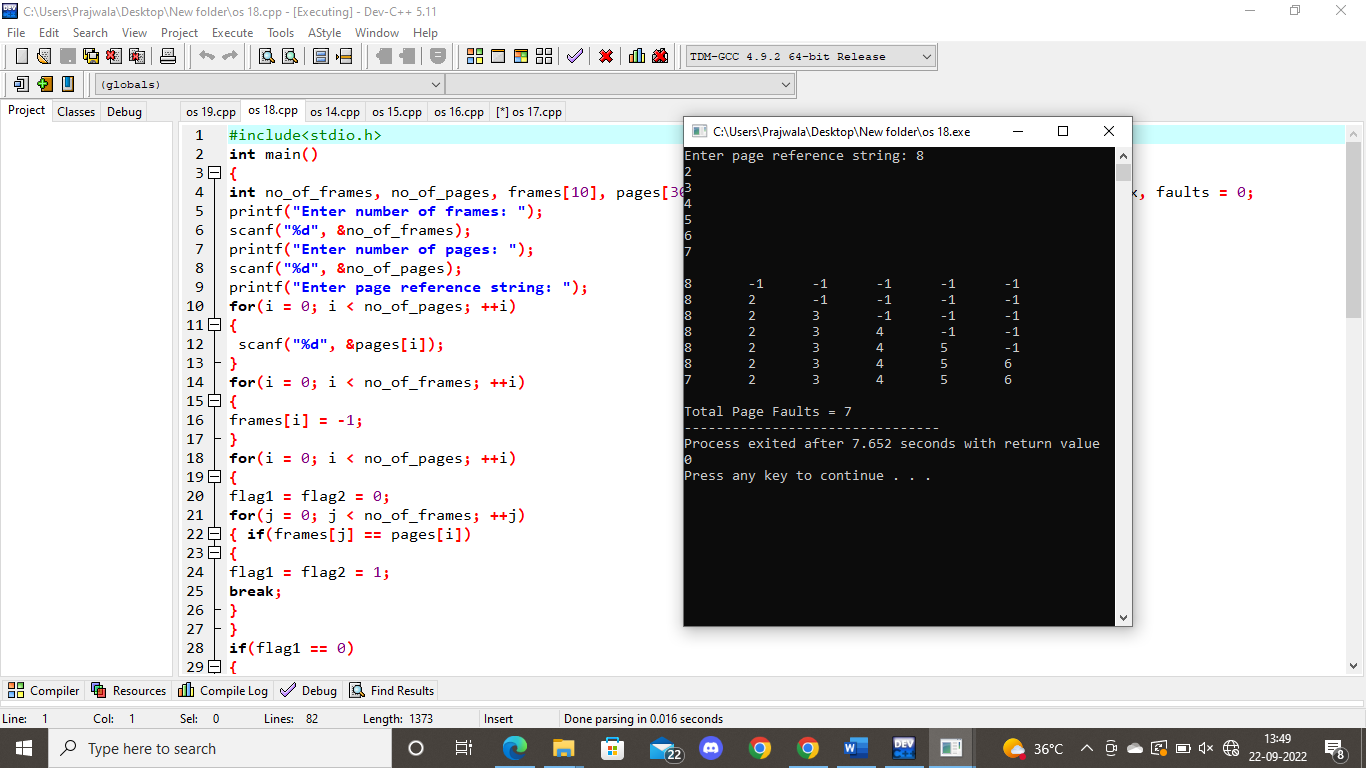 C:\Users\Prajwala\Desktop\New folder\os 18.cpp - [Executing] - Dev-C++ 5.11
File Edit Search View Project Execute Tools AStyle Window Help
TDM-GCC 4.9.2 64-bit Release
(globals)
Project Classes Debug
os 19.cpp os 18.cpp os 14.cpp os 15.cpp os 16.cpp [*] os 17.cpp
1 #include<stdio.h>
2 int main()
3 {
4 int no_of_frames, no_of_pages, frames[10], pages[30 x, faults = 0;
5 printf("Enter number of frames: ");
6 scanf("%d", &no_of_frames);
7 printf("Enter number of pages: ");
8 scanf("%d", &no_of_pages);
9 printf("Enter page reference string: ");
10 for(i = 0; i < no_of_pages; ++i)
11 {
12 scanf("%d", &pages[i]);
13 }
14 for(i = 0; i < no_of_frames; ++i)
15 {
16 frames[i] = -1;
17 }
18 for(i = 0; i < no_of_pages; ++i)
19 {
20 flag1 = flag2 = 0;
21 for(j = 0; j < no_of_frames; ++j)
22 { if(frames[j] == pages[i])
23 {
24 flag1 = flag2 = 1;
25 break;
26 }
27 }
28 if(flag1 == 0)
29 {
C:\Users\Prajwala\Desktop\New folder\os 18.exe
Enter page reference string: 8
2
3
4
5
6
7
8 -1 -1 -1 -1 -1
8 2 -1 -1 -1 -1
8 2 3 -1 -1 -1
8 2 3 4 -1 -1
8 2 3 4 5 -1
8 2 3 4 5 6
7 2 3 4 5 6
Total Page Faults = 7
--------------------------------
Process exited after 7.652 seconds with return value
0
Press any key to continue . . .
Compiler Resources Compile Log Debug Find Results
Line: 1 Col: 1 Sel: 0 Lines: 82 Length: 1373 Insert Done parsing in 0.016 seconds
Type here to search
22
DEV
36°C
13:49
22-09-2022
8